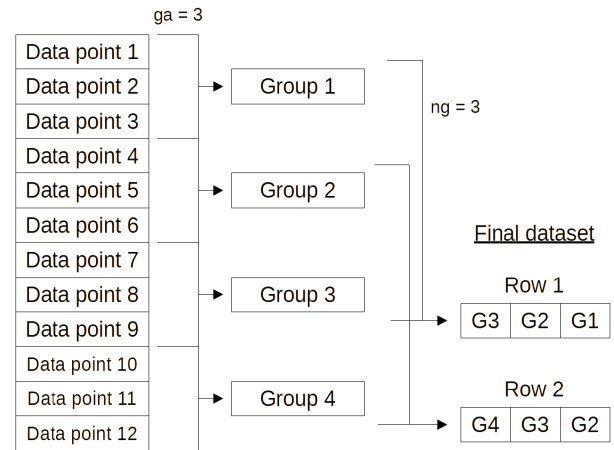 ga = 3
Data point 1
Data point 2
Data point 3
Data point 4
Data point 5
Data point 6
Data point 7
Data point 8
Data point 9
Data point 10
Data point 11
Data point 12
Group 1
Group 2
Group 3
Group 4
ng = 3
Final dataset
Row 1
G3 G2 G1
Row 2
G4 G3 G2